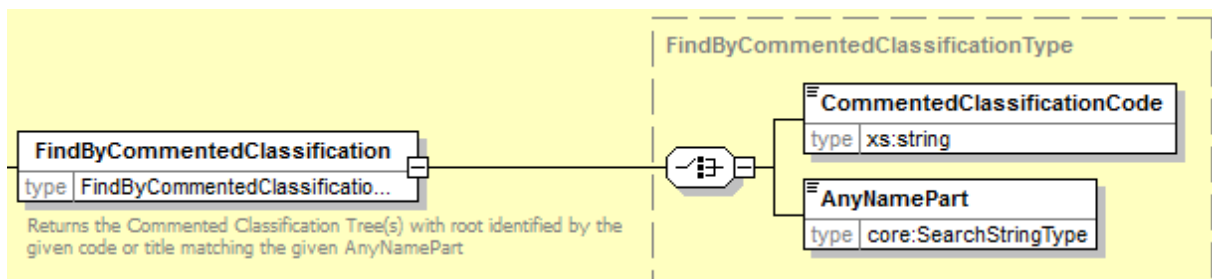 FindByCommentedClassificationType
CommentedClassificationCode
type xs:string
FindByCommentedClassification
type FindByCommentedClassificatio...
Returns the Commented Classification Tree(s) with root identified by the
given code or title matching the given AnyNamePart
AnyNamePart
type core:SearchStringType